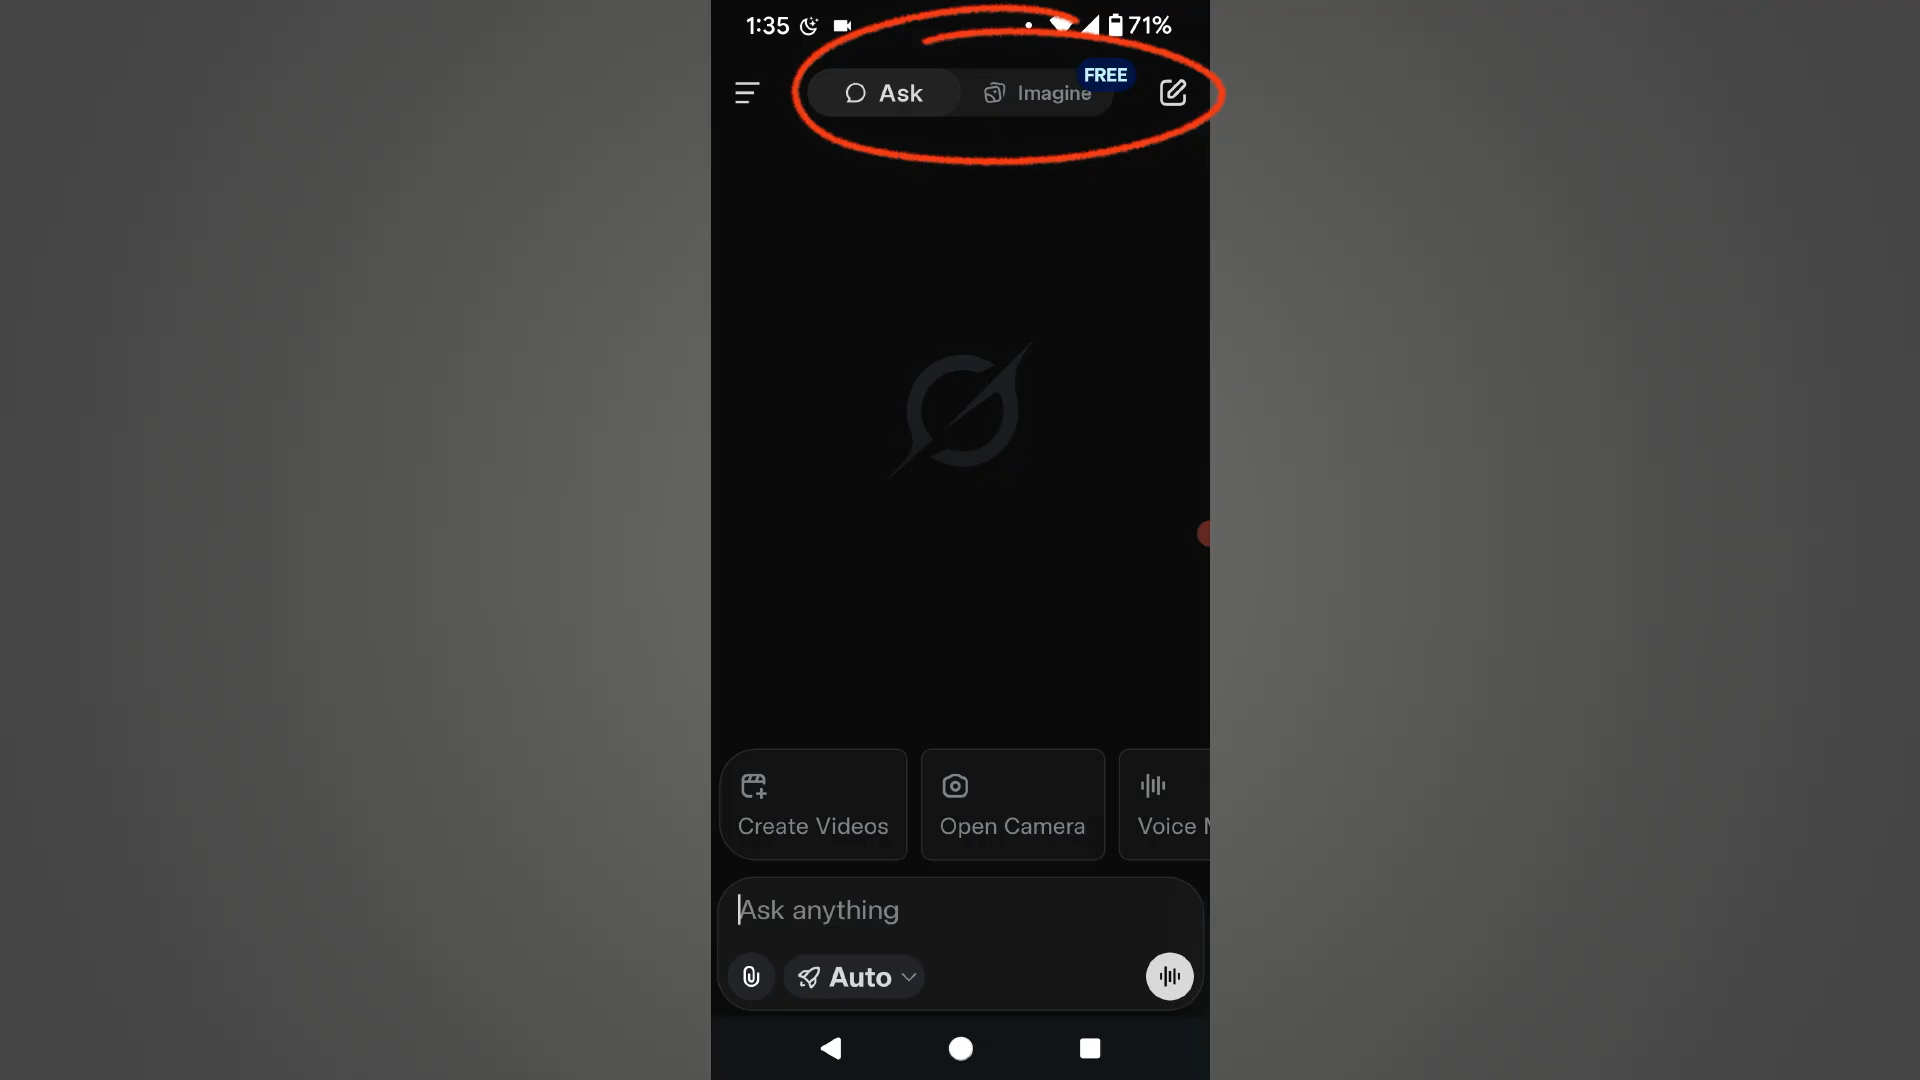 1:35
71%
Ask
Imagine
FREE
Create Videos
Open Camera
Voice
Ask anything
Auto